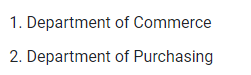 1. Department of Commerce
2. Department of Purchasing